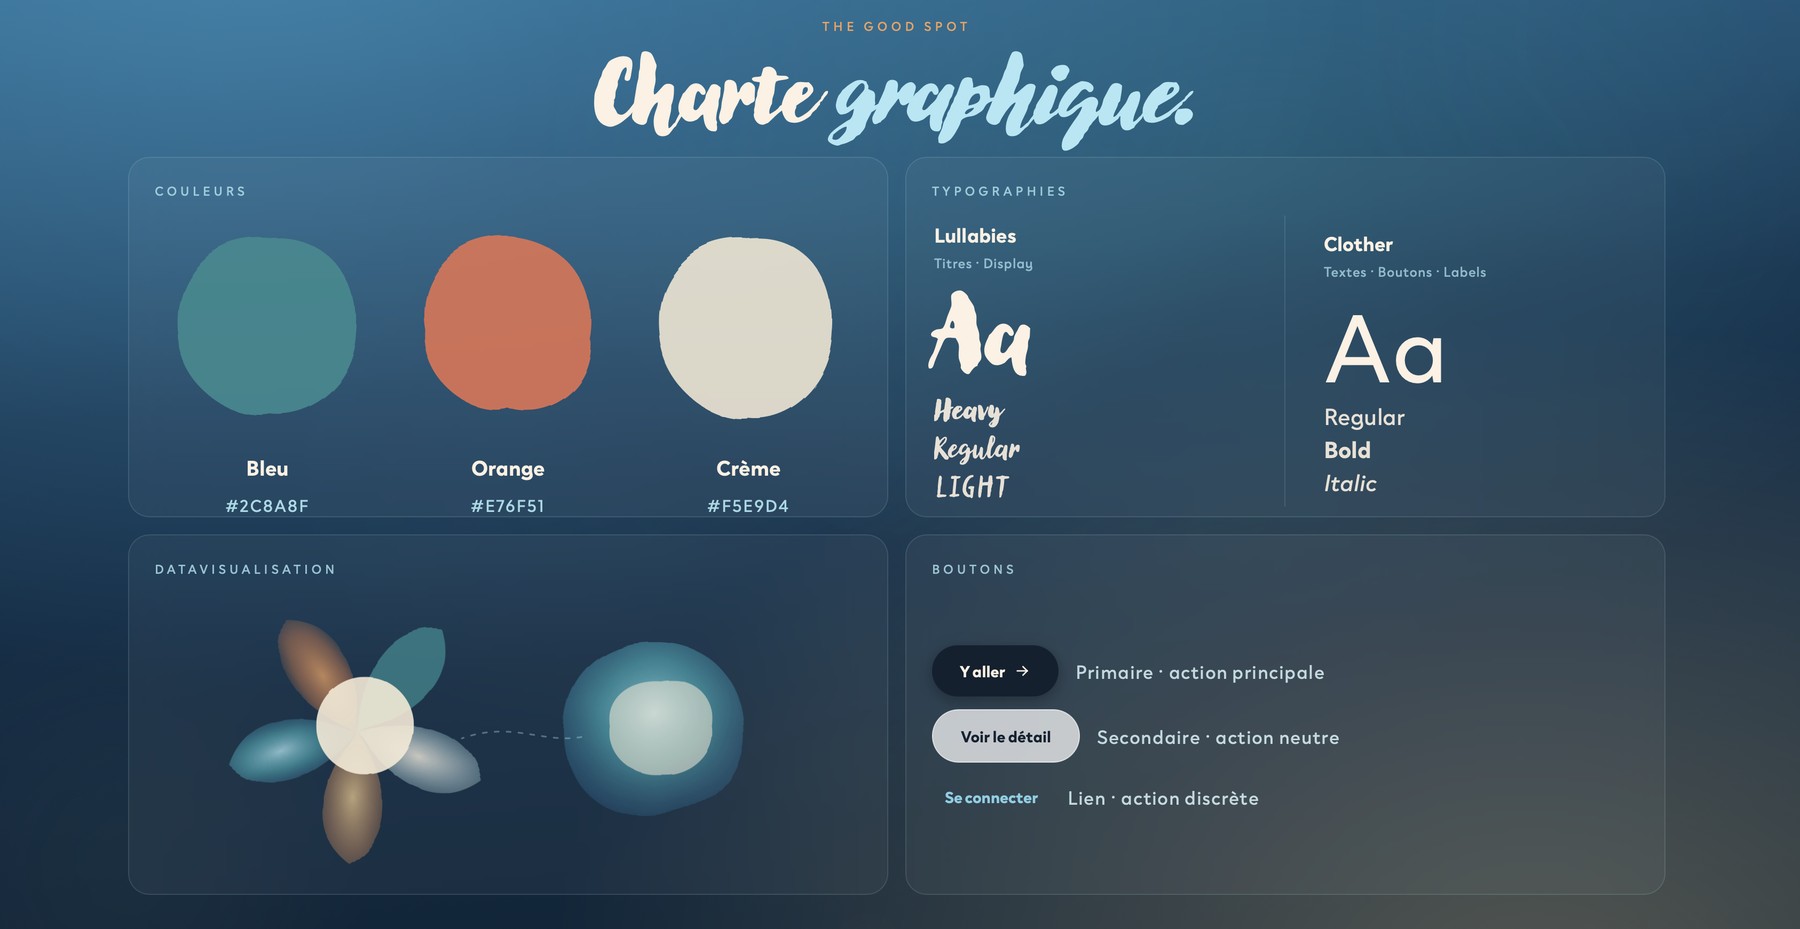 THE GOOD SPOT
Charte graphique.
COULEURS
Bleu
#2C8A8F
Orange
#E76F51
Crème
#F5E9D4
TYPOGRAPHIES
Lullabies
Titres · Display
Aa
Heavy
Regular
LIGHT
Clother
Textes · Boutons · Labels
Aa
Regular
Bold
Italic
DATAVISUALISATION
BOUTONS
Y aller →
Primaire · action principale
Voir le détail
Secondaire · action neutre
Se connecter
Lien · action discrète